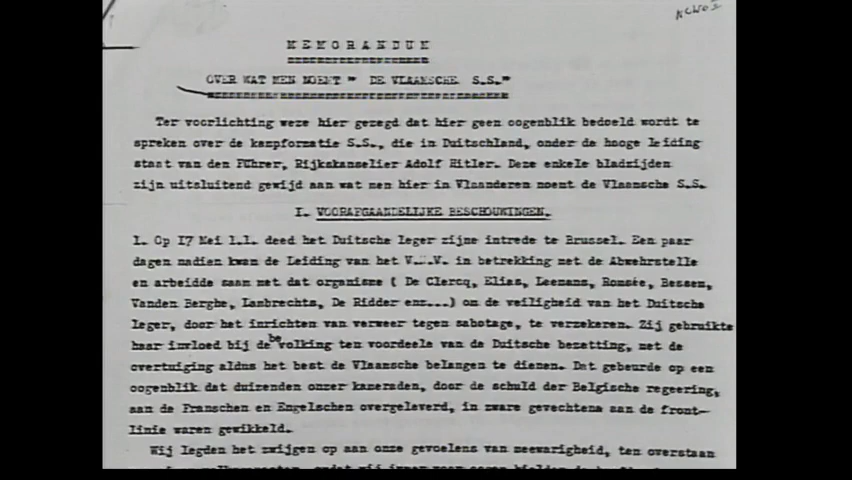 MEMORANDUM
OVER WAT MEN NOEMT " DE VLAAMSCHE S.S."
Ter voorlichting weze hier gezegd dat hier geen oogenblik bedoeld wordt te
spreken over de kampformatie S.S., die in Duitschland, onder de hooge leiding
staat van den Führer, Rijkskanselier Adolf Hitler. Deze enkele bladzijden
zijn uitsluitend gewijd aan wat men hier in Vlaanderen noemt de Vlaamsche S.S.
I. VOORAFGAANDELIJKE BESCHOUWINGEN.
1. Op 17 Mei l.l. deed het Duitsche leger zijne intrede te Brussel. Een paar
dagen nadien kwam de Leiding van het V...V. in betrekking met de Abwehrstelle
en arbeidde saam met dat organisme ( De Clercq, Elias, Leemans, Romsée, Bessem,
Vanden Berghe, Lambrechts, De Ridder enz...) om de veiligheid van het Duitsche
leger, door het inrichten van verweer tegen sabotage, te verzekeren. Zij gebruikte
haar invloed bij de bevolking ten voordeele van de Duitsche bezetting, met de
overtuiging aldus het best de Vlaamsche belangen te dienen. Dat gebeurde op een
oogenblik dat duizenden onzer kameraden, door de schuld der Belgische regeering,
aan de Franschen en Engelschen overgeleverd, in zware gevechten aan de front-
linie waren gewikkeld.
Wij legden het zwijgen op aan onze gevoelens van meewarigheid, ten overstaan